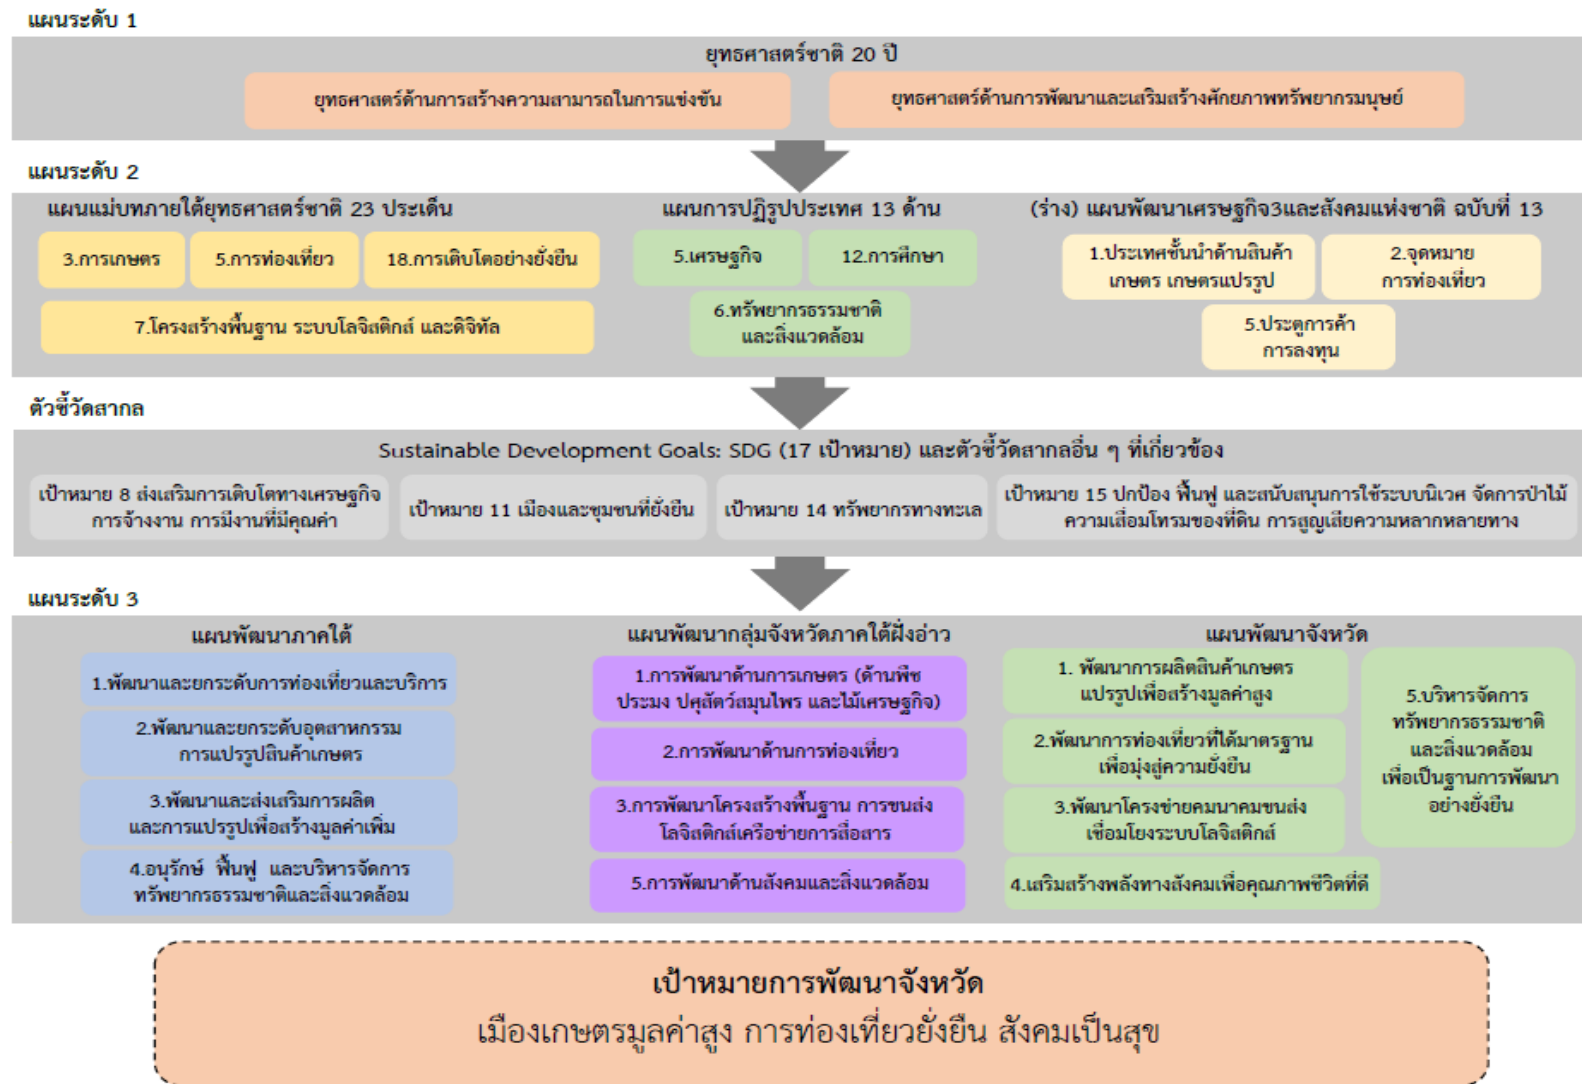 แผนระดับ 1
ยุทธศาสตร์ชาติ 20 ปี
ยุทธศาสตร์ด้านการสร้างความสามารถในการแข่งขัน
ยุทธศาสตร์ด้านการพัฒนาและเสริมสร้างศักยภาพทรัพยากรมนุษย์
แผนระดับ 2
แผนแม่บทภายใต้ยุทธศาสตร์ชาติ 23 ประเด็น
3.การเกษตร
5.การท่องเที่ยว
18.การเติบโตอย่างยั่งยืน
7.โครงสร้างพื้นฐาน ระบบโลจิสติกส์ และดิจิทัล
แผนการปฏิรูปประเทศ 13 ด้าน
5.เศรษฐกิจ
12.การศึกษา
6.ทรัพยากรธรรมชาติ
และสิ่งแวดล้อม
(ร่าง) แผนพัฒนาเศรษฐกิจ3และสังคมแห่งชาติ ฉบับที่ 13
1.ประเทศชั้นนำด้านสินค้า
เกษตร เกษตรแปรรูป
2.จุดหมาย
การท่องเที่ยว
5.ประตูการค้า
การลงทุน
ตัวชี้วัดสากล
Sustainable Development Goals: SDG (17 เป้าหมาย) และตัวชี้วัดสากลอื่น ๆ ที่เกี่ยวข้อง
เป้าหมาย 8 ส่งเสริมการเติบโตทางเศรษฐกิจ
การจ้างงาน การมีงานที่มีคุณค่า
เป้าหมาย 11 เมืองและชุมชนที่ยั่งยืน
เป้าหมาย 14 ทรัพยากรทางทะเล
เป้าหมาย 15 ปกป้อง ฟื้นฟู และสนับสนุนการใช้ระบบนิเวศ จัดการป่าไม้
ความเสื่อมโทรมของที่ดิน การสูญเสียความหลากหลายทาง
แผนระดับ 3
แผนพัฒนาภาคใต้
1.พัฒนาและยกระดับการท่องเที่ยวและบริการ
2.พัฒนาและยกระดับอุตสาหกรรม
การแปรรูปสินค้าเกษตร
3.พัฒนาและส่งเสริมการผลิต
และการแปรรูปเพื่อสร้างมูลค่าเพิ่ม
4.อนุรักษ์ ฟื้นฟู และบริหารจัดการ
ทรัพยากรธรรมชาติและสิ่งแวดล้อม
แผนพัฒนากลุ่มจังหวัดภาคใต้ฝั่งอ่าว
1.การพัฒนาด้านการเกษตร (ด้านพืช
ประมง ปศุสัตว์สมุนไพร และไม้เศรษฐกิจ)
2.การพัฒนาด้านการท่องเที่ยว
3.การพัฒนาโครงสร้างพื้นฐาน การขนส่ง
โลจิสติกส์เครือข่ายการสื่อสาร
5.การพัฒนาด้านสังคมและสิ่งแวดล้อม
แผนพัฒนาจังหวัด
1. พัฒนาการผลิตสินค้าเกษตร
แปรรูปเพื่อสร้างมูลค่าสูง
2.พัฒนาการท่องเที่ยวที่ได้มาตรฐาน
เพื่อมุ่งสู่ความยั่งยืน
3.พัฒนาโครงข่ายคมนาคมขนส่ง
เชื่อมโยงระบบโลจิสติกส์
4.เสริมสร้างพลังทางสังคมเพื่อคุณภาพชีวิตที่ดี
5.บริหารจัดการ
ทรัพยากรธรรมชาติ
และสิ่งแวดล้อม
เพื่อเป็นฐานการพัฒนา
อย่างยั่งยืน
เป้าหมายการพัฒนาจังหวัด
เมืองเกษตรมูลค่าสูง การท่องเที่ยวยั่งยืน สังคมเป็นสุข